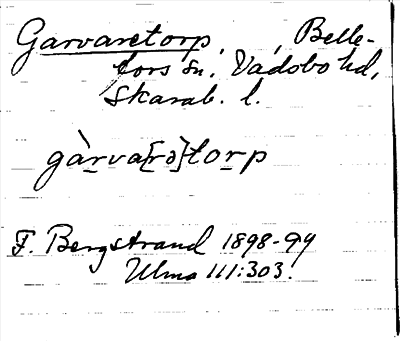 Garvaretorp, Belle-
fors sn, Vadsbo hd,
Skarab. l.
gàrva[rə]torp
F. Bergstrand 1898-99
Ulma 111:303.